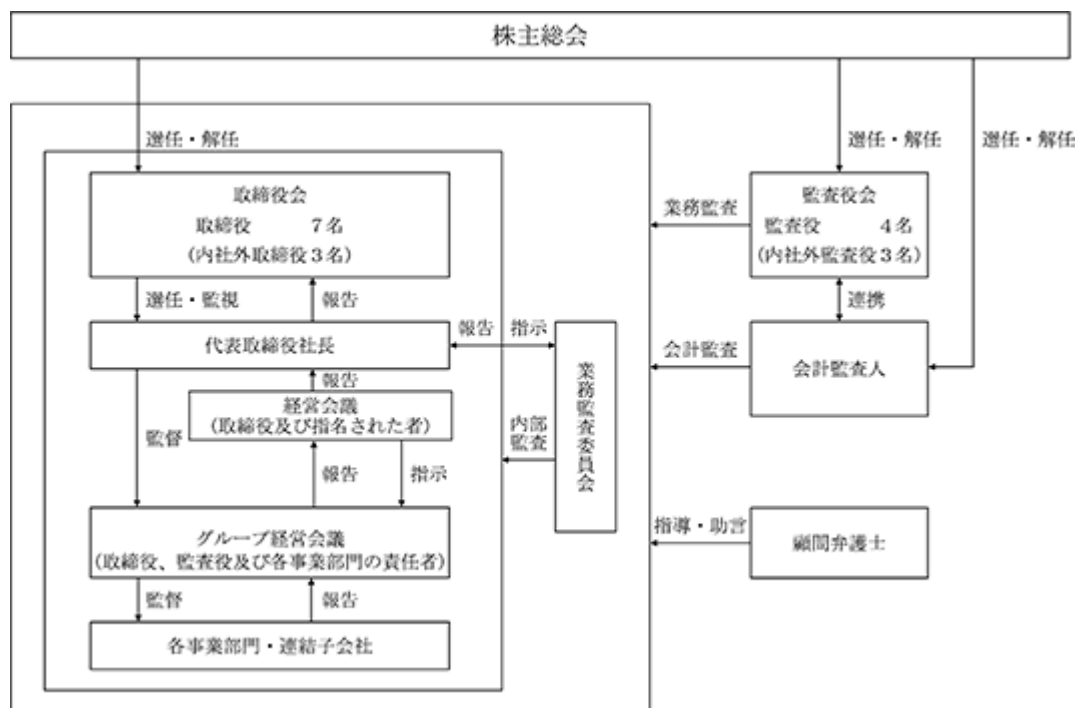 株主総会
選任・解任
選任・解任
選任・解任
取締役会
取締役 7名
(内社外取締役3名)
監査役会
監査役 4名
(内社外監査役3名)
業務監査
選任・監視
報告
連携
代表取締役社長
報告
指示
会計監査
会計監査人
報告
経営会議
(取締役及び指名された者)
業務監査委員会
内部
監査
監督
報告
指示
グループ経営会議
(取締役、監査役及び各事業部門の責任者)
指導・助言
顧問弁護士
監督
報告
各事業部門・連結子会社